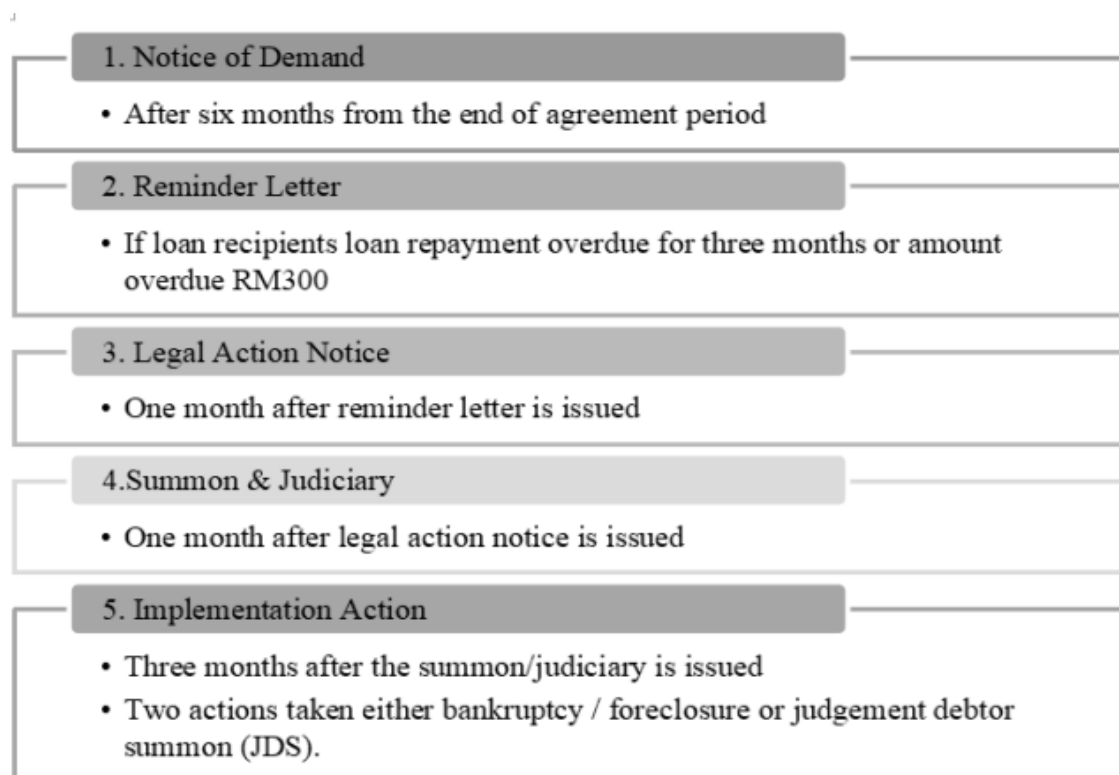 1. Notice of Demand
• After six months from the end of agreement period
2. Reminder Letter
• If loan recipients loan repayment overdue for three months or amount
overdue RM300
3. Legal Action Notice
• One month after reminder letter is issued
4.Summon & Judiciary
• One month after legal action notice is issued
5. Implementation Action
• Three months after the summon/judiciary is issued
• Two actions taken either bankruptcy / foreclosure or judgement debtor
summon (JDS).